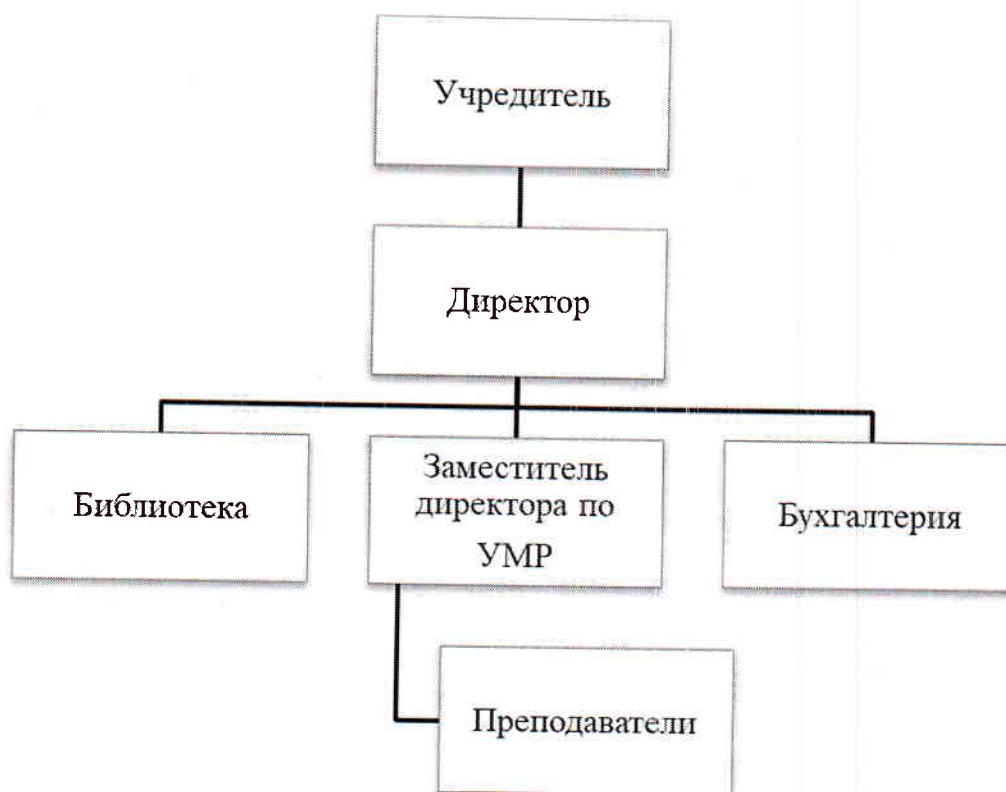 Учредитель
Директор
Библиотека
Заместитель
директора по
УМР
Бухгалтерия
Преподаватели